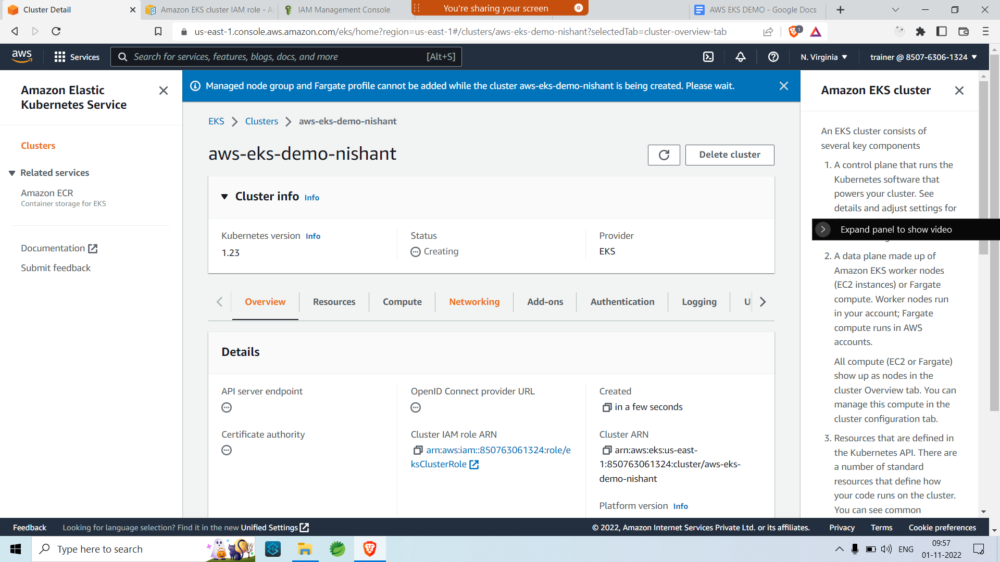 Cluster Detail
Amazon EKS cluster IAM role - A
IAM Management Console
You're sharing your screen
AWS EKS DEMO - Google Docs
us-east-1.console.aws.amazon.com/eks/home?region=us-east-1#/clusters/aws-eks-demo-nishant?selectedTab=cluster-overview-tab
1
aws
Services
Search for services, features, blogs, docs, and more
[Alt+S]
N. Virginia
trainer @ 8507-6306-1324
Amazon Elastic
Kubernetes Service
Clusters
Related services
Amazon ECR
Container storage for EKS
Documentation
Submit feedback
Managed node group and Fargate profile cannot be added while the cluster aws-eks-demo-nishant is being created. Please wait.
EKS
Clusters
aws-eks-demo-nishant
aws-eks-demo-nishant
Delete cluster
Cluster info Info
Kubernetes version Info
1.23
Status
Creating
Provider
EKS
Overview
Resources
Compute
Networking
Add-ons
Authentication
Logging
U
Details
API server endpoint
Certificate authority
OpenID Connect provider URL
Cluster IAM role ARN
arn:aws:iam::850763061324:role/e
ksClusterRole
Created
in a few seconds
Cluster ARN
arn:aws:eks:us-east-
1:850763061324:cluster/aws-eks-
demo-nishant
Platform version Info
Amazon EKS cluster
An EKS cluster consists of
several key components
1. A control plane that runs the
Kubernetes software that
powers your cluster. See
details and adjust settings for
Expand panel to show video
2. A data plane made up of
Amazon EKS worker nodes
(EC2 instances) or Fargate
compute. Worker nodes run
in your account; Fargate
compute runs in AWS
accounts.
All compute (EC2 or Fargate)
show up as nodes in the
cluster Overview tab. You can
manage this compute in the
cluster configuration tab.
3. Resources that are defined in
the Kubernetes API. There are
a number of standard
resources that define how
your code runs on the cluster.
You can see common
Feedback
Looking for language selection? Find it in the new Unified Settings
© 2022, Amazon Internet Services Private Ltd. or its affiliates.
Privacy
Terms
Cookie preferences
Type here to search
ENG
09:57
01-11-2022